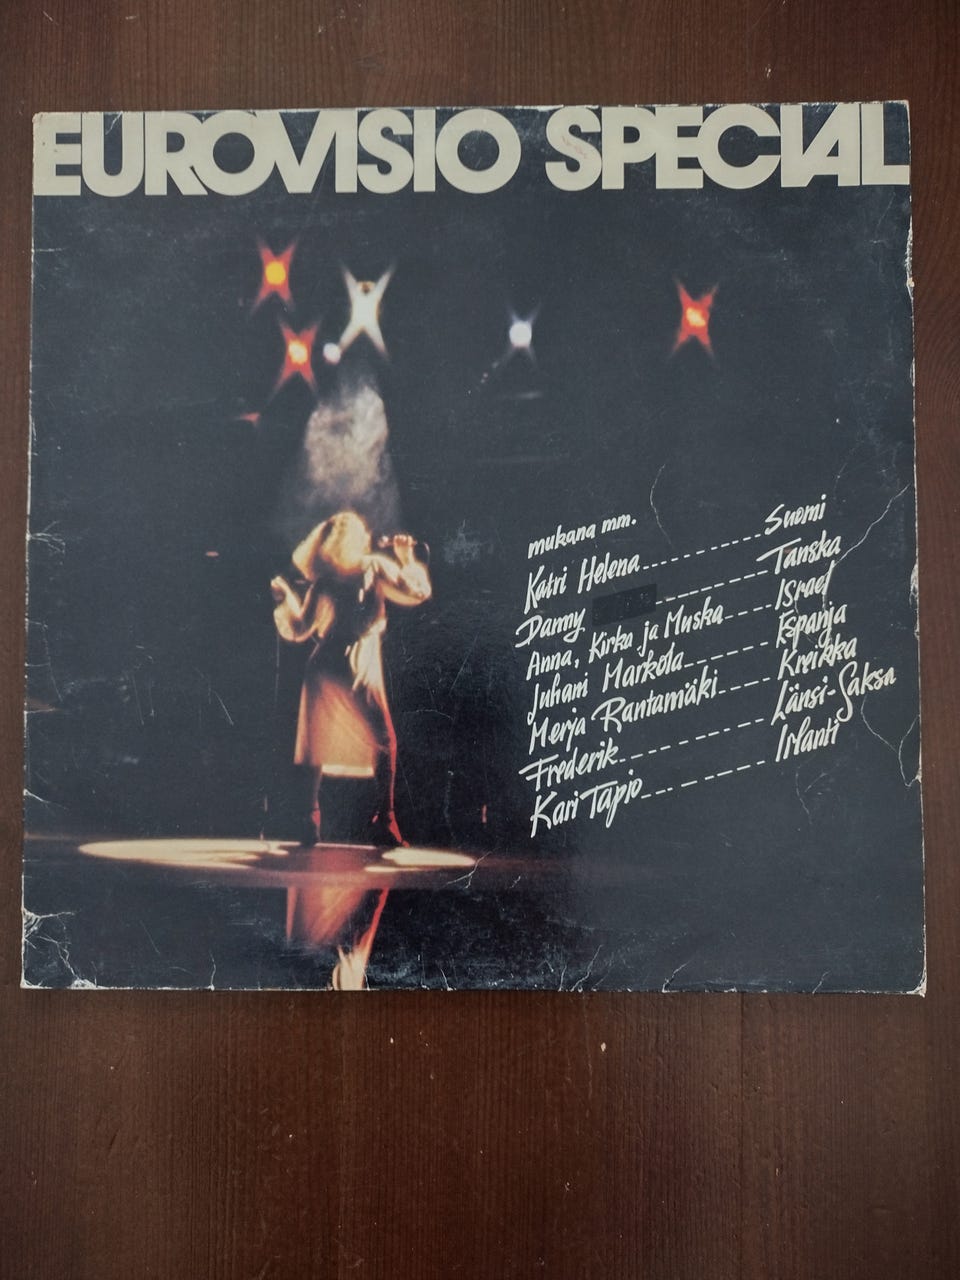 EUROVISIO SPECIAL
mukana mm.
Katri Helena------------Suomi
Danny ------------Tanska
Anna, Kirka ja Muska-----Israel
Juhani Markola--------Espanja
Merja Rantamäki-----Kreikka
Frederik------------Länsi-Saksa
Kari Tapio-----------Irlanti